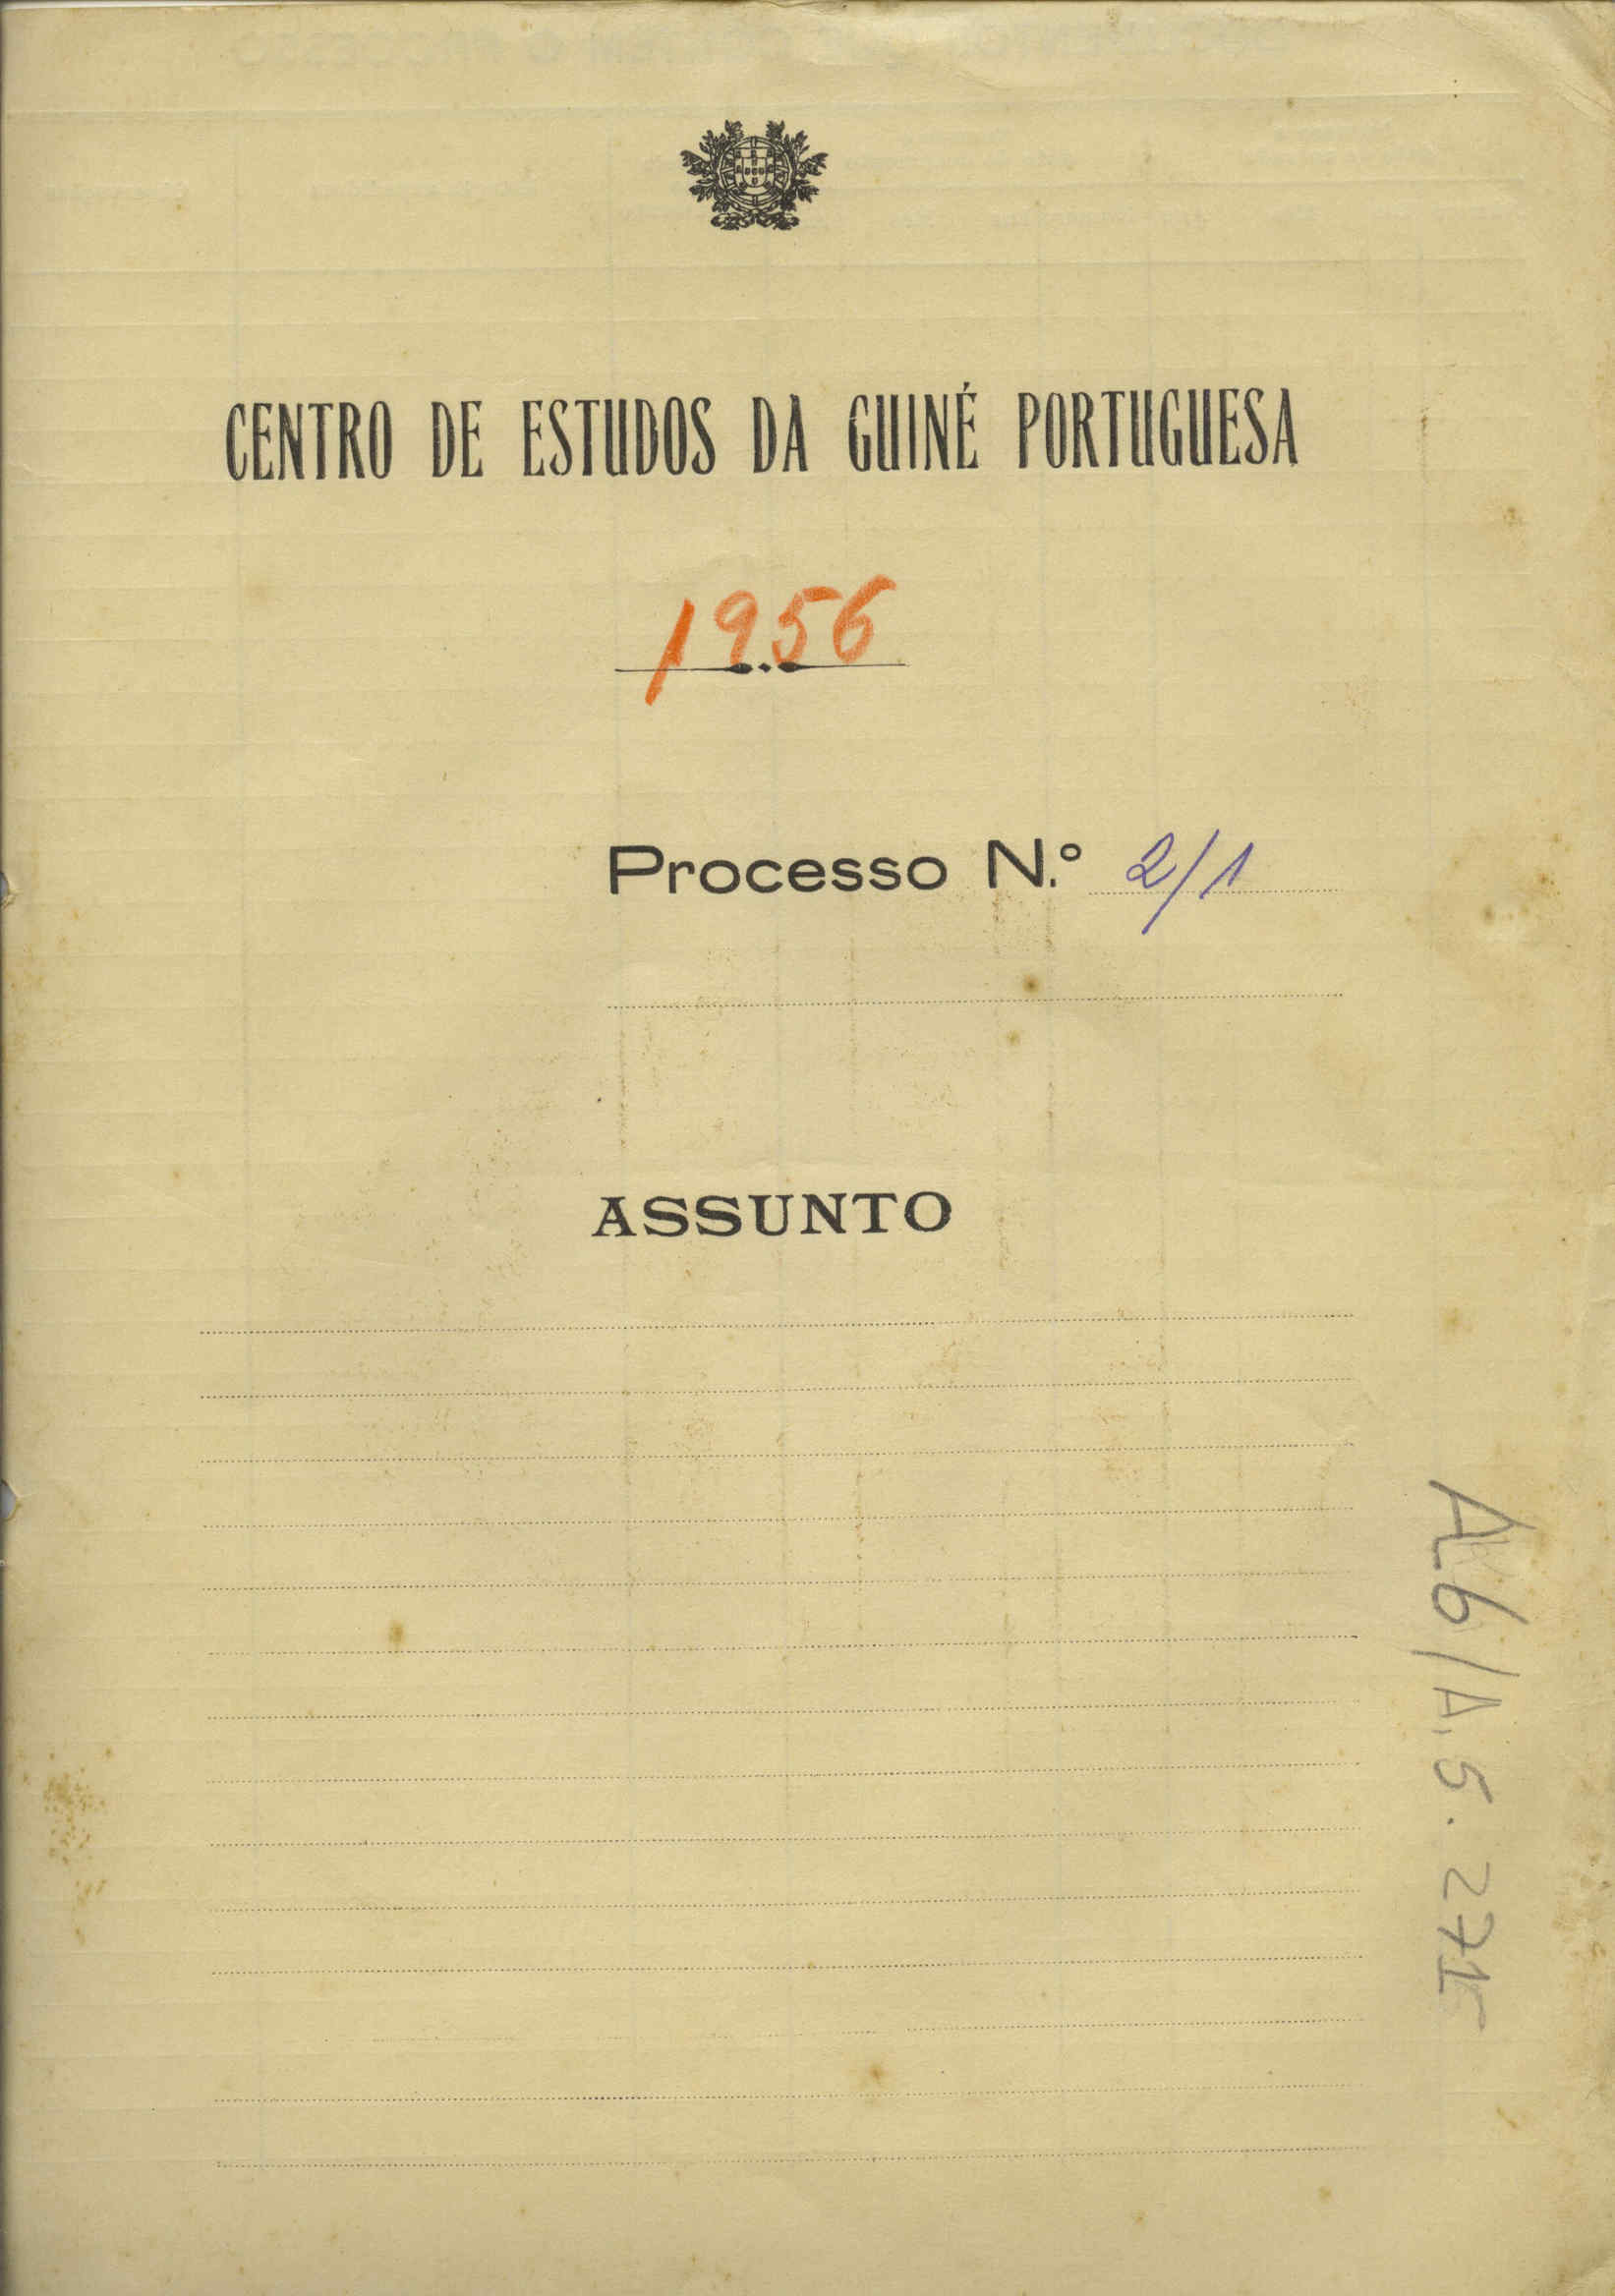 CENTRO DE ESTUDOS DA GUINÉ PORTUGUESA
1956
Processo N.º 2/1
ASSUNTO
A6/A.5.271